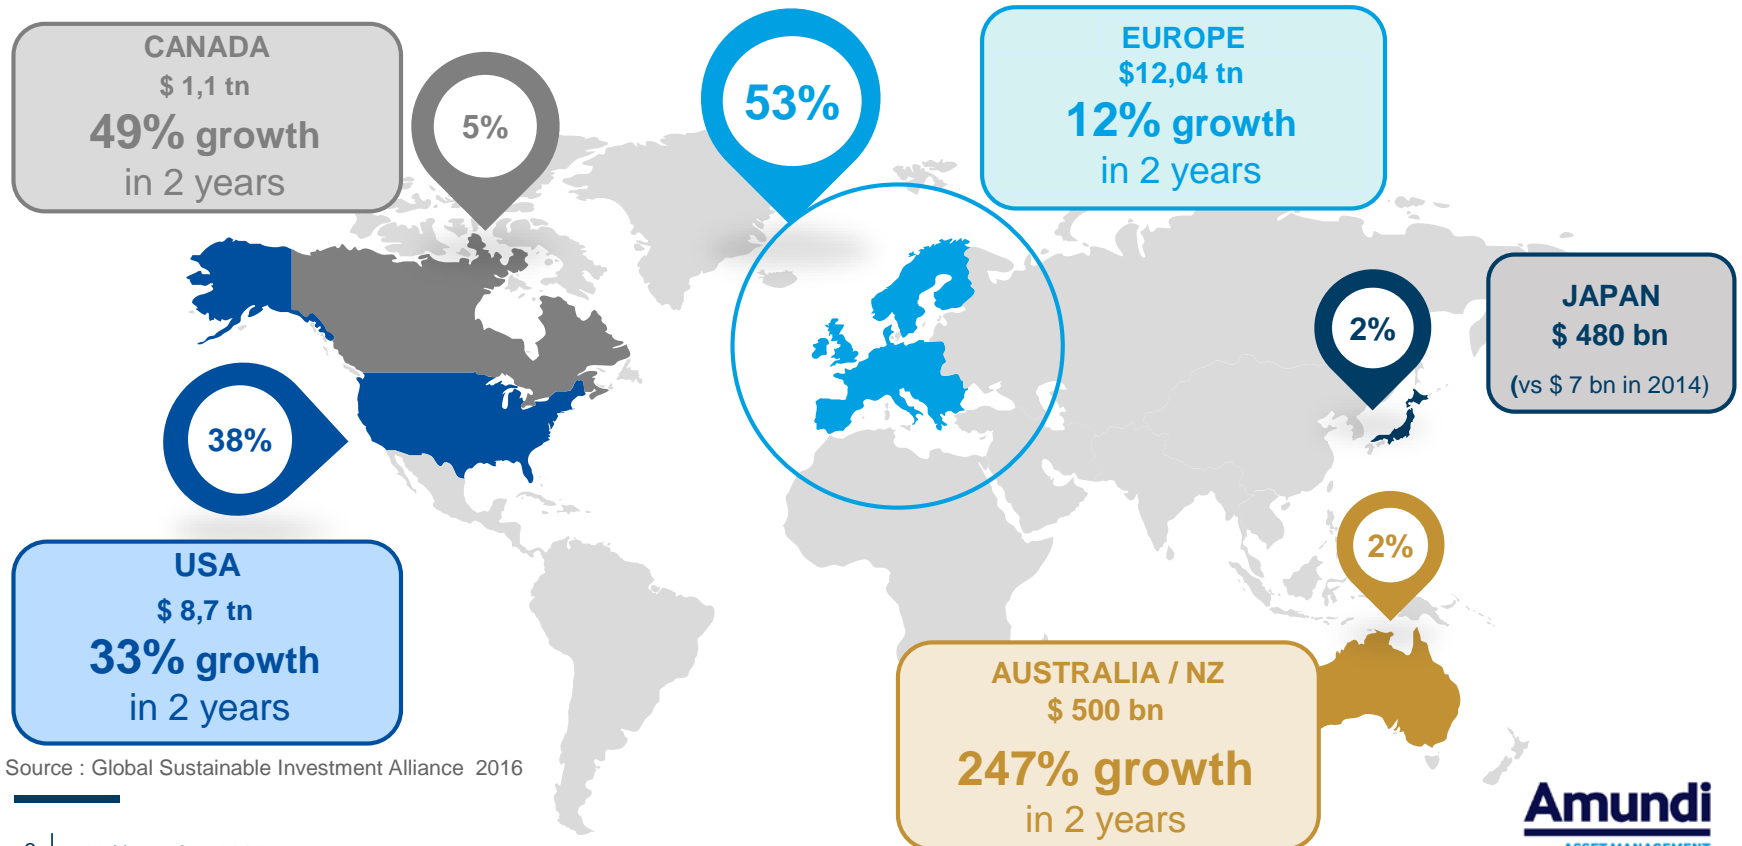 CANADA
$ 1,1 tn
49% growth
in 2 years
5%
53%
EUROPE
$12,04 tn
12% growth
in 2 years
JAPAN
$ 480 bn
(vs $ 7 bn in 2014)
2%
38%
USA
$ 8,7 tn
33% growth
in 2 years
2%
AUSTRALIA / NZ
$ 500 bn
247% growth
in 2 years
Source : Global Sustainable Investment Alliance 2016
Amundi
ASSET MANAGEMENT